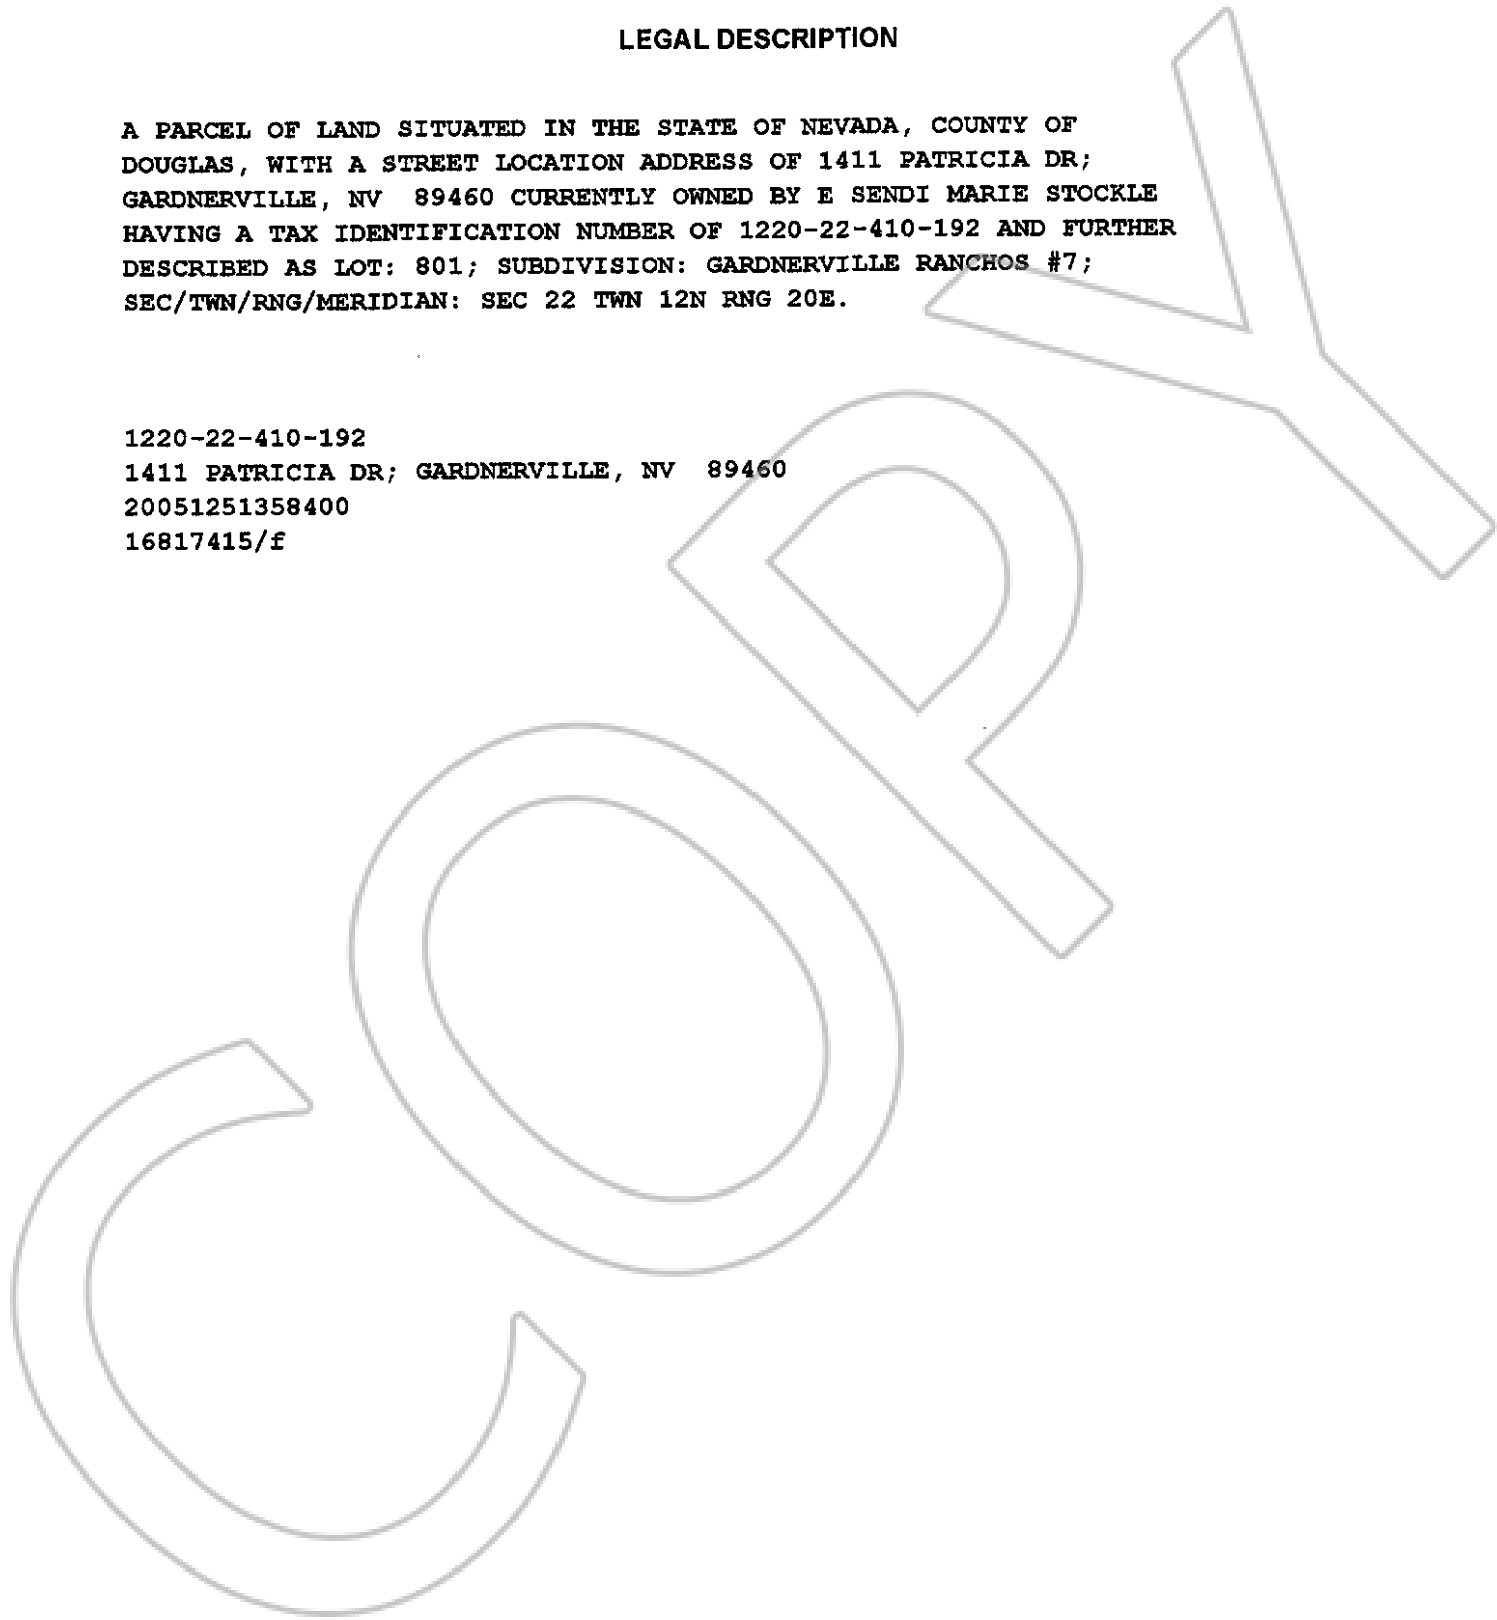 LEGAL DESCRIPTION
A PARCEL OF LAND SITUATED IN THE STATE OF NEVADA, COUNTY OF
DOUGLAS, WITH A STREET LOCATION ADDRESS OF 1411 PATRICIA DR;
GARDNERVILLE, NV 89460 CURRENTLY OWNED BY E SENDI MARIE STOCKLE
HAVING A TAX IDENTIFICATION NUMBER OF 1220-22-410-192 AND FURTHER
DESCRIBED AS LOT: 801; SUBDIVISION: GARDNERVILLE RANCHOS #7;
SEC/TWN/RNG/MERIDIAN: SEC 22 TWN 12N RNG 20E.
1220-22-410-192
1411 PATRICIA DR; GARDNERVILLE, NV 89460
20051251358400
16817415/f
COPY